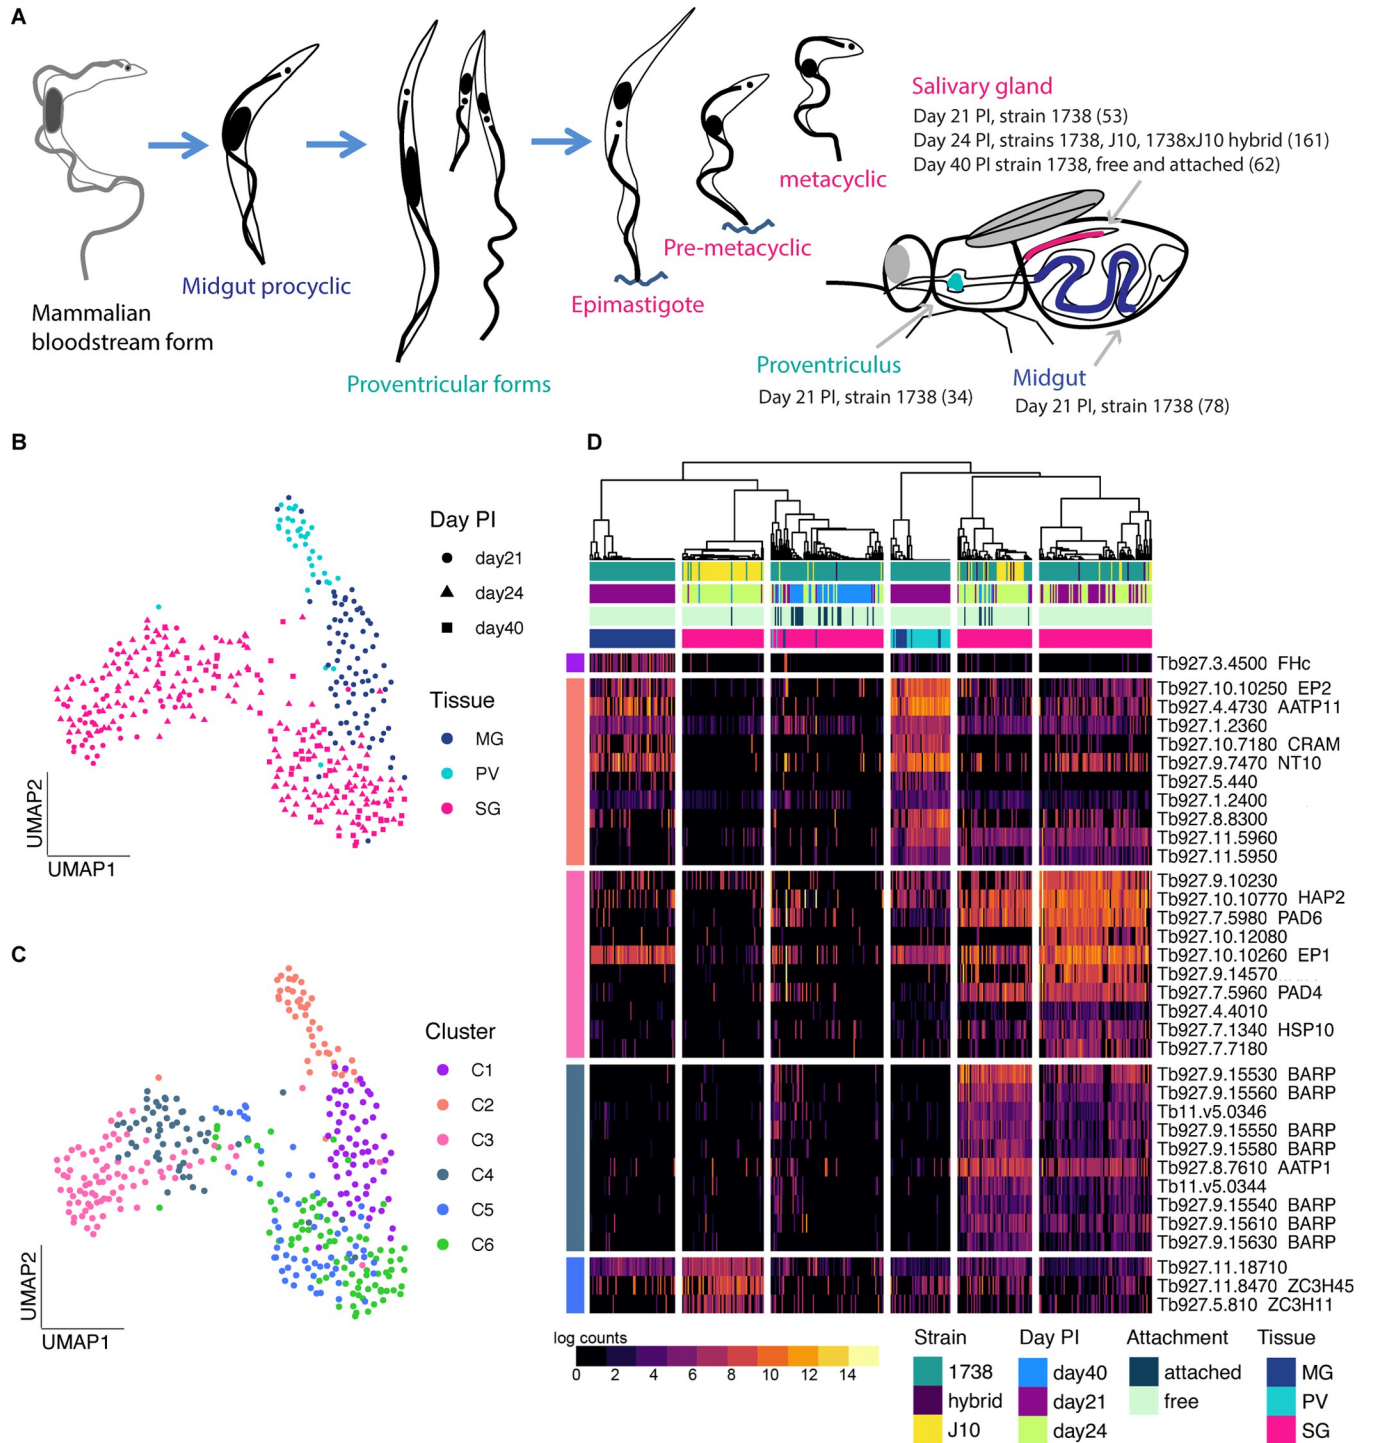 A
Salivary gland
Day 21 PI, strain 1738 (53)
Day 24 PI, strains 1738, J10, 1738xJ10 hybrid (161)
Day 40 PI strain 1738, free and attached (62)
metacyclic
Pre-metacyclic
Midgut procyclic
Epimastigote
Mammalian
bloodstream form
Proventricular forms
Proventriculus
Day 21 PI, strain 1738 (34)
Midgut
Day 21 PI, strain 1738 (78)
B
Day PI
day21
day24
day40
Tissue
MG
PV
SG
UMAP2
UMAP1
C
Cluster
C1
C2
C3
C4
C5
C6
UMAP2
UMAP1
D
Tb927.3.4500 FHc
Tb927.10.10250 EP2
Tb927.4.4730 AATP11
Tb927.1.2360
Tb927.10.7180 CRAM
Tb927.9.7470 NT10
Tb927.5.440
Tb927.1.2400
Tb927.8.8300
Tb927.11.5960
Tb927.11.5950
Tb927.9.10230
Tb927.10.10770 HAP2
Tb927.7.5980 PAD6
Tb927.10.12080
Tb927.10.10260 EP1
Tb927.9.14570
Tb927.7.5960 PAD4
Tb927.4.4010
Tb927.7.1340 HSP10
Tb927.7.7180
Tb927.9.15530 BARP
Tb927.9.15560 BARP
Tb11.v5.0346
Tb927.9.15550 BARP
Tb927.9.15580 BARP
Tb927.8.7610 AATP1
Tb11.v5.0344
Tb927.9.15540 BARP
Tb927.9.15610 BARP
Tb927.9.15630 BARP
Tb927.11.18710
Tb927.11.8470 ZC3H45
Tb927.5.810 ZC3H11
log counts
0 2 4 6 8 10 12 14
Strain
1738
hybrid
J10
Day PI
day40
day21
day24
Attachment
attached
free
Tissue
MG
PV
SG